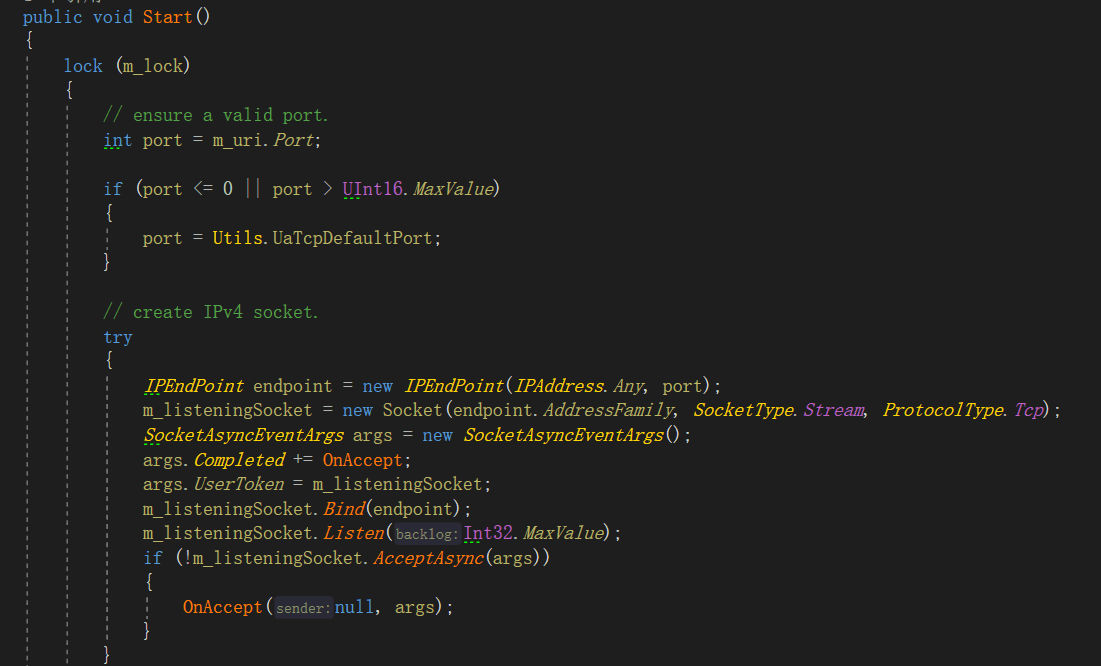 public void Start()
{
lock (m_lock)
{
// ensure a valid port.
int port = m_uri.Port;
if (port <= 0 || port > UInt16.MaxValue)
{
port = Utils.UaTcpDefaultPort;
}
// create IPv4 socket.
try
{
IPEndPoint endpoint = new IPEndPoint(IPAddress.Any, port);
m_listeningSocket = new Socket(endpoint.AddressFamily, SocketType.Stream, ProtocolType.Tcp);
SocketAsyncEventArgs args = new SocketAsyncEventArgs();
args.Completed += OnAccept;
args.UserToken = m_listeningSocket;
m_listeningSocket.Bind(endpoint);
m_listeningSocket.Listen(backlog: Int32.MaxValue);
if (!m_listeningSocket.AcceptAsync(args))
{
OnAccept(sender: null, args);
}
}